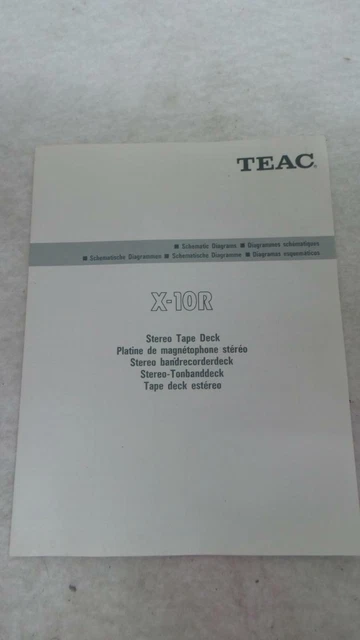 TEAC®
■ Schematic Diagrams ■ Diagrammes schématiques
■ Schematische Diagrammen ■ Schematische Diagramme ■ Diagramas esquemáticos
X-10R
Stereo Tape Deck
Platine de magnétophone stéréo
Stereo bandrecorderdeck
Stereo-Tonbanddeck
Tape deck estéreo